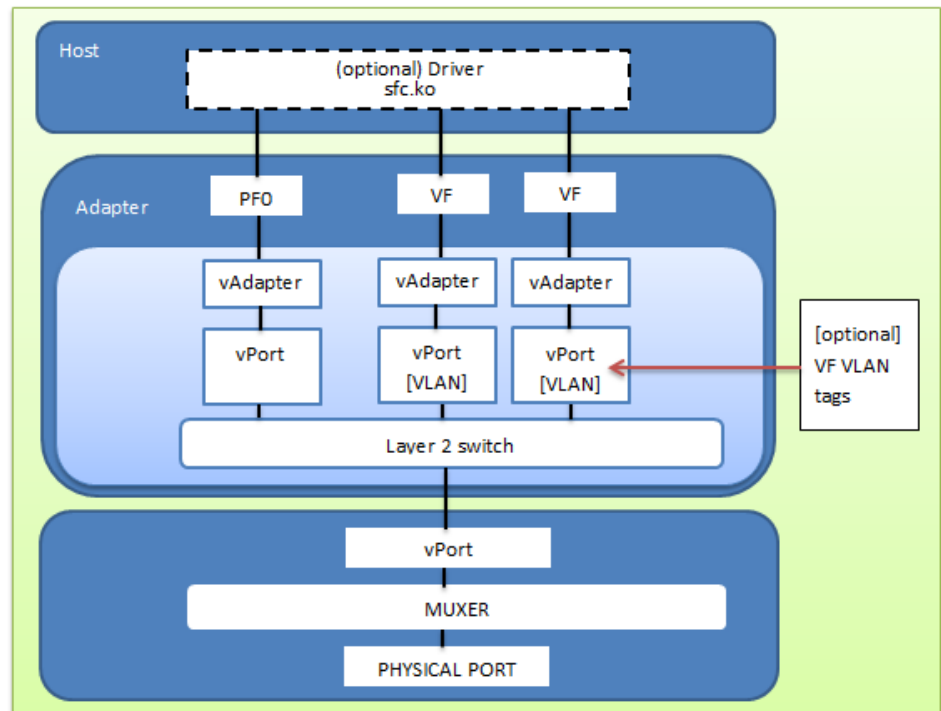 Host
(optional) Driver
sfc.ko
PF0
VF
VF
Adapter
vAdapter
vAdapter
vAdapter
vPort
vPort
[VLAN]
vPort
[VLAN]
[optional]
VF VLAN
tags
Layer 2 switch
vPort
MUXER
PHYSICAL PORT